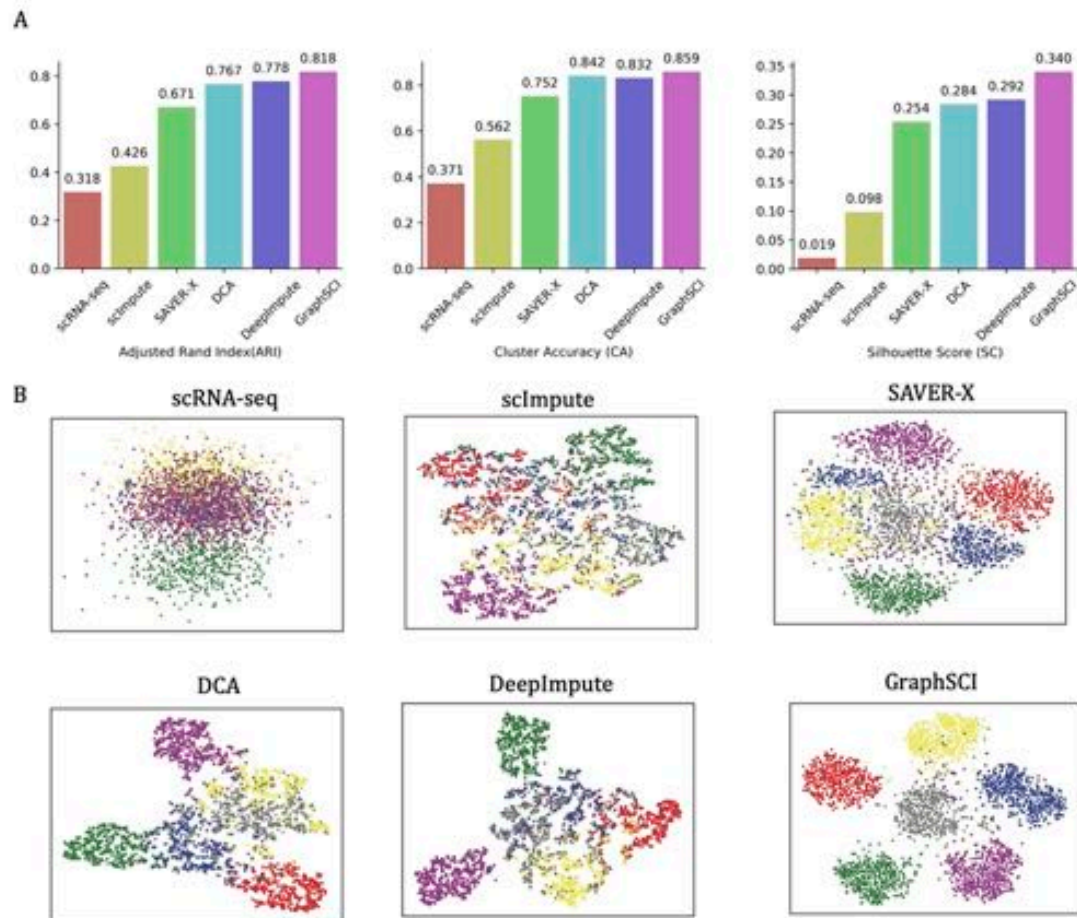 A
0.8
0.6
0.4
0.2
0.0
0.318
0.426
0.671
0.767
0.778
0.818
scRNA-seq
scImpute
SAVER-X
DCA
DeepImpute
GraphSCI
Adjusted Rand Index(ARI)
0.8
0.6
0.4
0.2
0.0
0.371
0.562
0.752
0.842
0.832
0.859
scRNA-seq
scImpute
SAVER-X
DCA
DeepImpute
GraphSCI
Cluster Accuracy (CA)
0.35
0.30
0.25
0.20
0.15
0.10
0.05
0.00
0.019
0.098
0.254
0.284
0.292
0.340
scRNA-seq
scImpute
SAVER-X
DCA
DeepImpute
GraphSCI
Silhouette Score (SC)
B
scRNA-seq
scImpute
SAVER-X
DCA
DeepImpute
GraphSCI